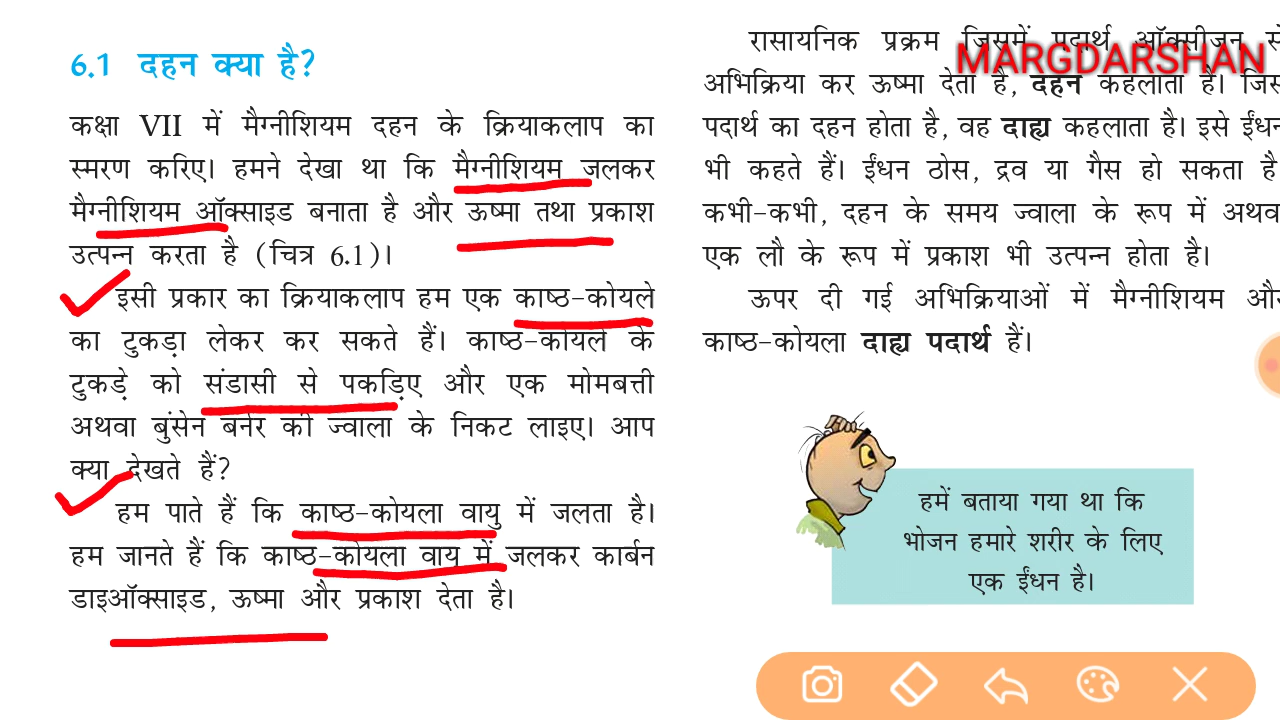 6.1 दहन क्या है?
कक्षा VII में मैग्नीशियम दहन के क्रियाकलाप का
स्मरण करिए। हमने देखा था कि मैग्नीशियम जलकर
मैग्नीशियम ऑक्साइड बनाता है और ऊष्मा तथा प्रकाश
उत्पन्न करता है (चित्र 6.1)।
इसी प्रकार का क्रियाकलाप हम एक काष्ठ-कोयले
का टुकड़ा लेकर कर सकते हैं। काष्ठ-कोयले के
टुकड़े को संडासी से पकड़िए और एक मोमबत्ती
अथवा बुंसेन बर्नर की ज्वाला के निकट लाइए। आप
क्या देखते हैं?
हम पाते हैं कि काष्ठ-कोयला वायु में जलता है।
हम जानते हैं कि काष्ठ-कोयला वायु में जलकर कार्बन
डाइऑक्साइड, ऊष्मा और प्रकाश देता है।
रासायनिक प्रक्रम जिसमें पदार्थ ऑक्सीजन से
MARGDARSHAN
अभिक्रिया कर ऊष्मा देता है, दहन कहलाता है। जिस
पदार्थ का दहन होता है, वह दाह्य कहलाता है। इसे ईंधन
भी कहते हैं। ईंधन ठोस, द्रव या गैस हो सकता है
कभी-कभी, दहन के समय ज्वाला के रूप में अथवा
एक लौ के रूप में प्रकाश भी उत्पन्न होता है।
ऊपर दी गई अभिक्रियाओं में मैग्नीशियम और
काष्ठ-कोयला दाह्य पदार्थ हैं।
हमें बताया गया था कि
भोजन हमारे शरीर के लिए
एक ईंधन है।